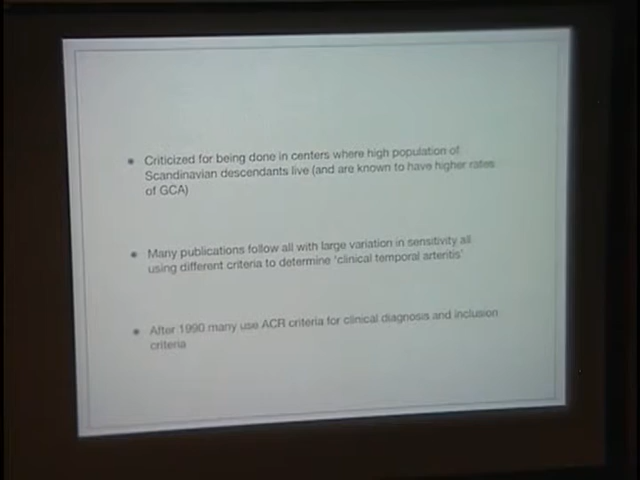 • Criticized for being done in centers where high population of
Scandinavian descendants live (and are known to have higher rates
of GCA)
• Many publications follow all with large variation in sensitivity all
using different criteria to determine 'clinical temporal arteritis'
• After 1990 many use ACR criteria for clinical diagnosis and inclusion
criteria